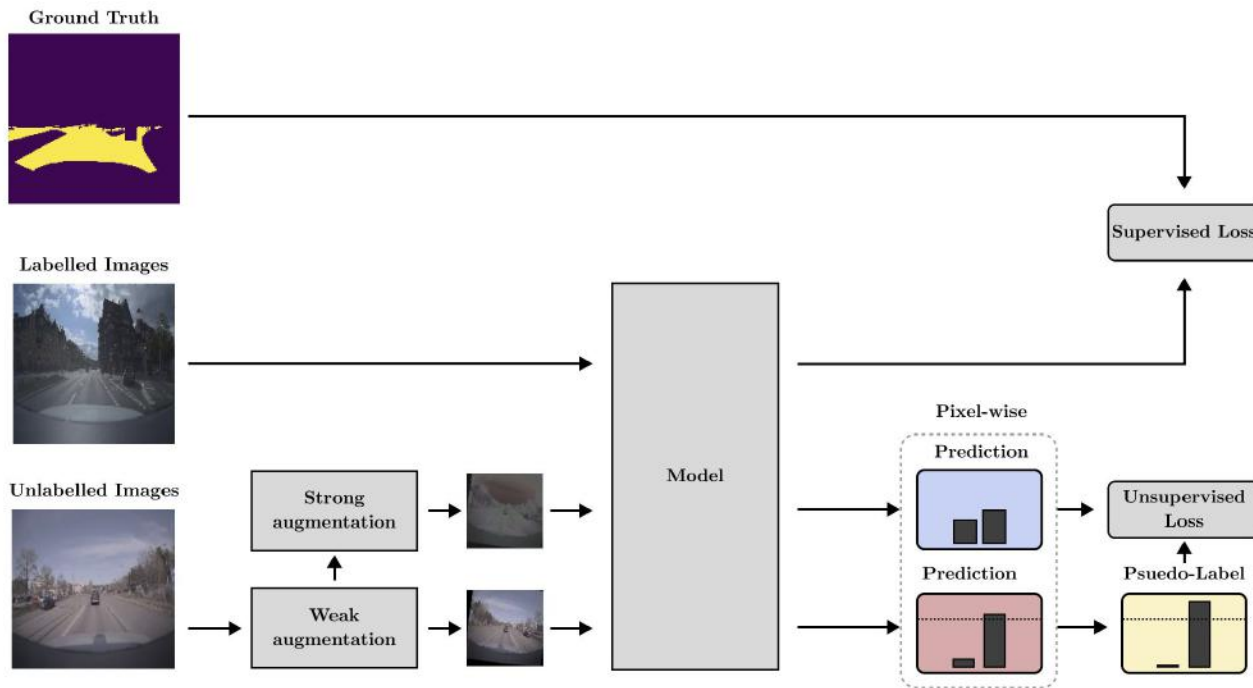 Ground Truth
Supervised Loss
Labelled Images
Model
Pixel-wise
Prediction
Unlabelled Images
Strong
augmentation
Unsupervised
Loss
Prediction
Psuedo-Label
Weak
augmentation